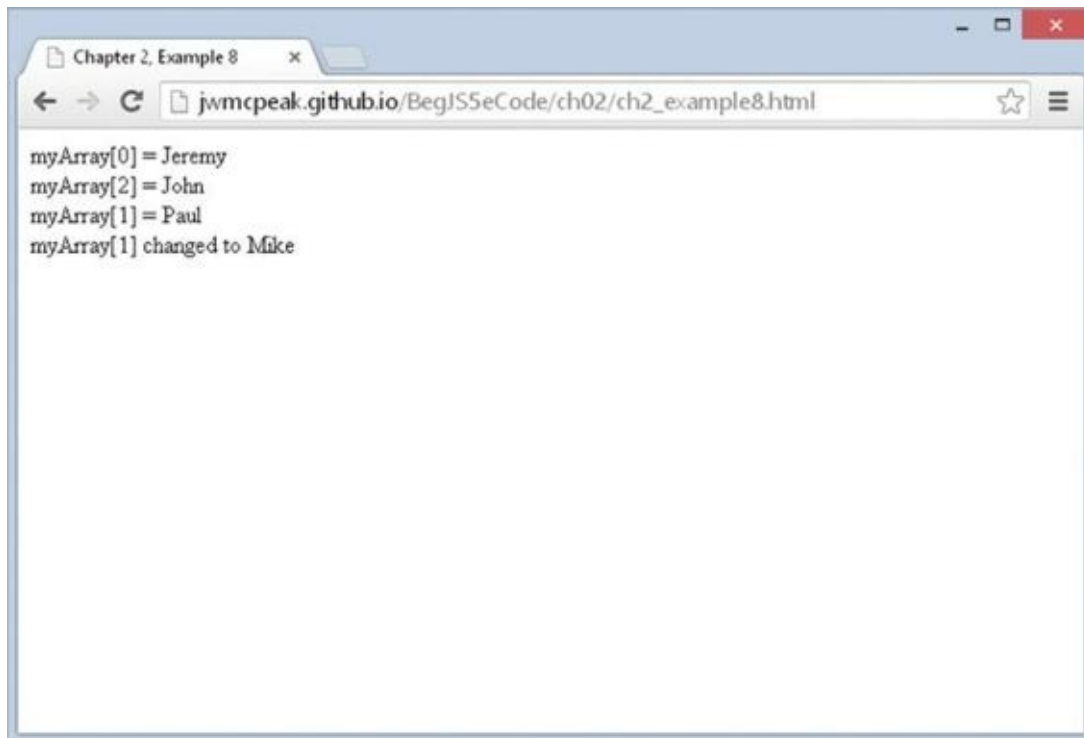 Chapter 2, Example 8
jwmcpeak.github.io/BegJS5eCode/ch02/ch2_example8.html
myArray[0] = Jeremy
myArray[2] = John
myArray[1] = Paul
myArray[1] changed to Mike